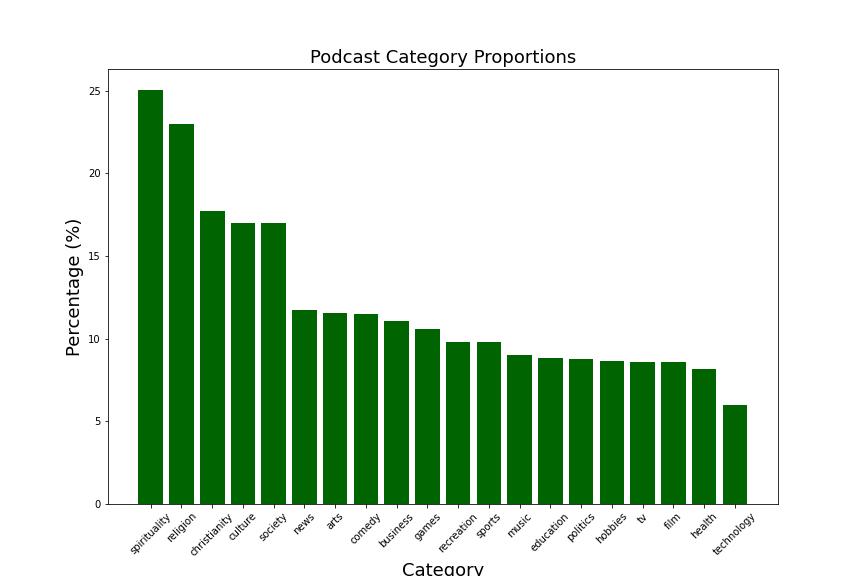 Podcast Category Proportions
Percentage (%)
25
20
15
10
5
0
spirituality
religion
christianity
culture
society
news
arts
comedy
business
games
recreation
sports
music
education
politics
hobbies
tv
film
health
technology
Category